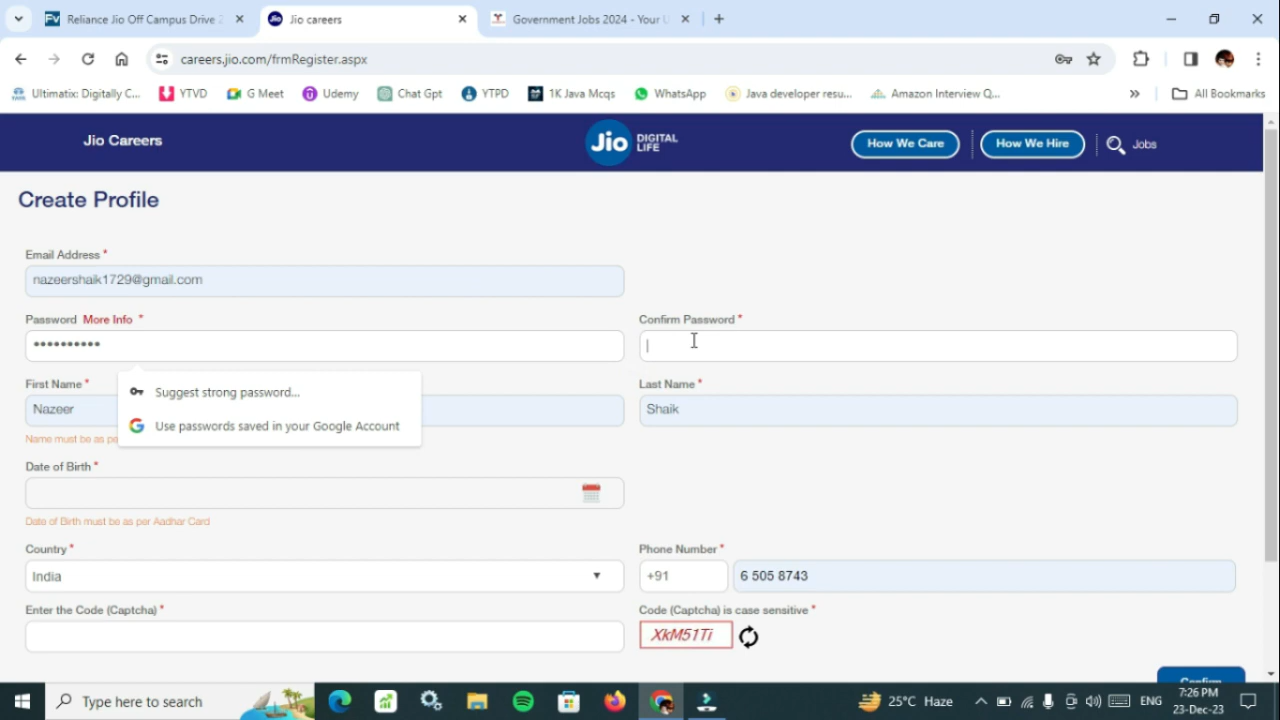 Reliance Jio Off Campus Drive 2
Jio careers
Government Jobs 2024 - Your U
careers.jio.com/frmRegister.aspx
Ultimatix: Digitally C...
YTVD
G Meet
Udemy
Chat Gpt
YTPD
1K Java Mcqs
WhatsApp
Java developer resu...
Amazon Interview Q...
All Bookmarks
Jio Careers
Jio
DIGITAL
LIFE
How We Care
How We Hire
Jobs
Create Profile
Email Address *
nazeershaik1729@gmail.com
Password More Info *
Confirm Password *
••••••••••
First Name *
Last Name *
Suggest strong password...
Nazeer
Shaik
Use passwords saved in your Google Account
Name must be as pe
Date of Birth *
Date of Birth must be as per Aadhar Card
Country *
Phone Number *
India
+91
6 505 8743
Enter the Code (Captcha) *
Code (Captcha) is case sensitive *
XkM51Ti
Confirm
Type here to search
25°C Haze
ENG
7:26 PM
23-Dec-23